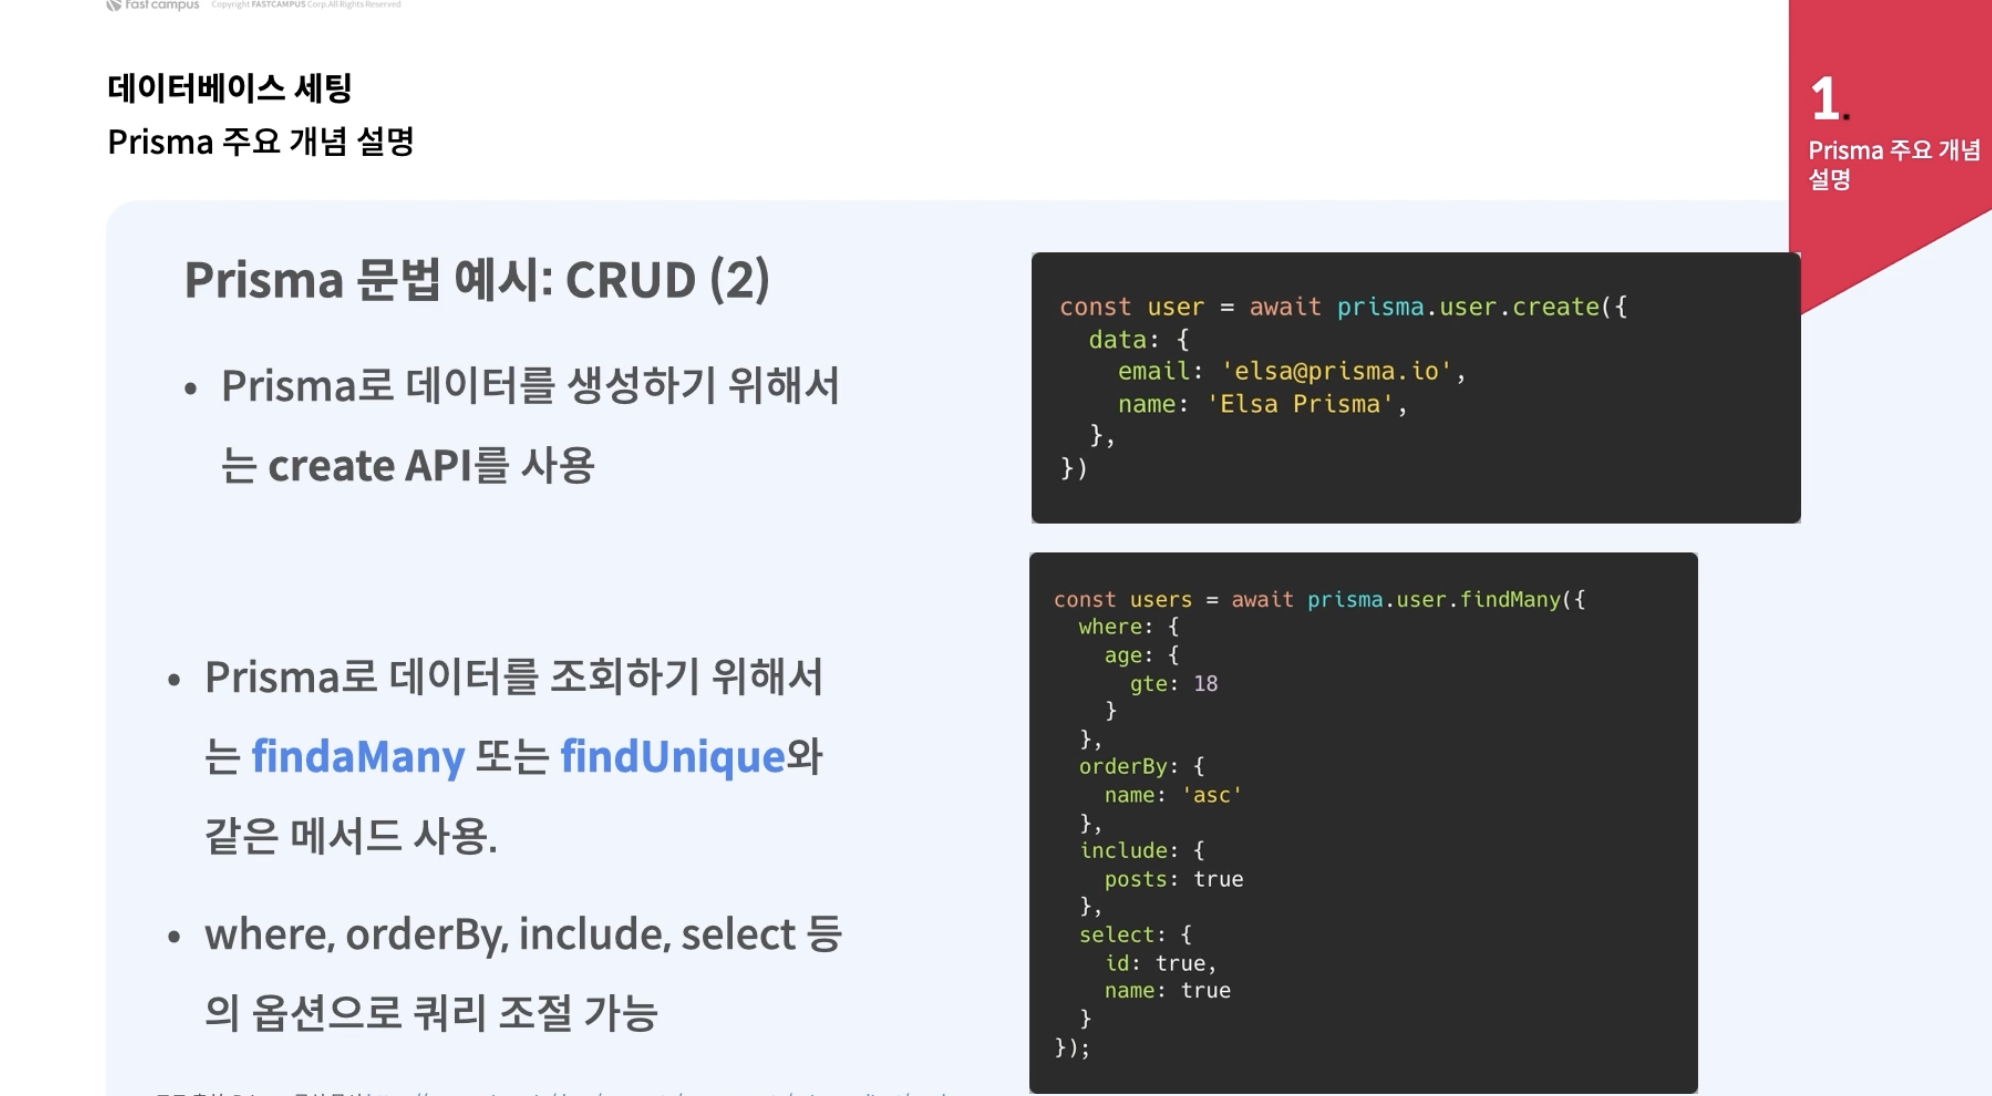 Fast campus Copyright FASTCAMPUS Corp. All Rights Reserved
데이터베이스 세팅
Prisma 주요 개념 설명
1.
Prisma 주요 개념
설명
Prisma 문법 예시: CRUD (2)
• Prisma로 데이터를 생성하기 위해서
는 create API를 사용
const user = await prisma.user.create({
  data: {
    email: 'elsa@prisma.io',
    name: 'Elsa Prisma',
  },
})
• Prisma로 데이터를 조회하기 위해서
는 findaMany 또는 findUnique와
같은 메서드 사용.
• where, orderBy, include, select 등
의 옵션으로 쿼리 조절 가능
const users = await prisma.user.findMany({
  where: {
    age: {
      gte: 18
    }
  },
  orderBy: {
    name: 'asc'
  },
  include: {
    posts: true
  },
  select: {
    id: true,
    name: true
  }
});